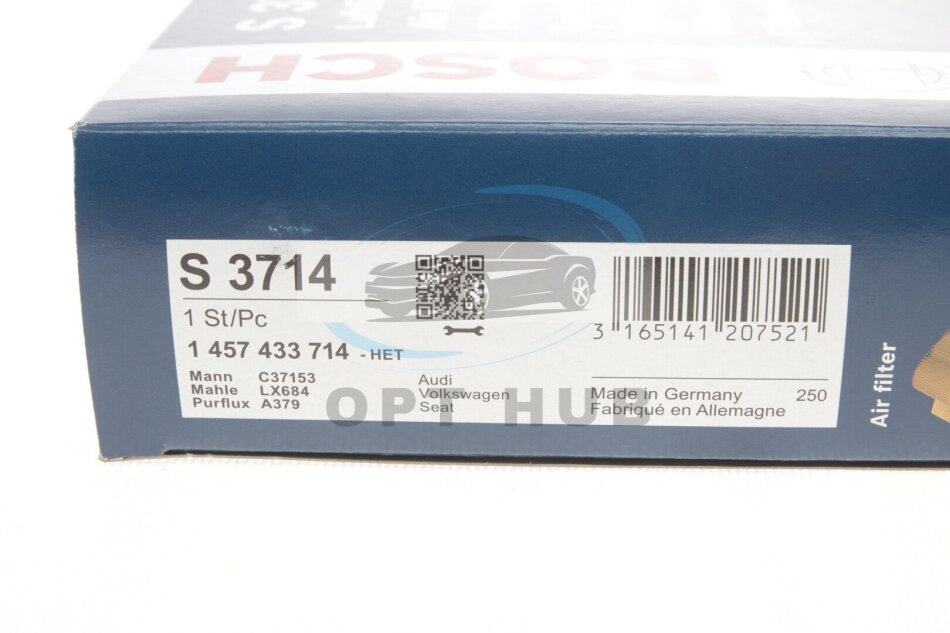 S 3
BOSCH
S 3714
1 St/Pc
1 457 433 714 - HET
Mann C37153
Mahle LX684
Purflux A379
Audi
Volkswagen
Seat
3 165141 207521
Made in Germany 250
Fabriqué en Allemagne
Air filter
OPT HUB